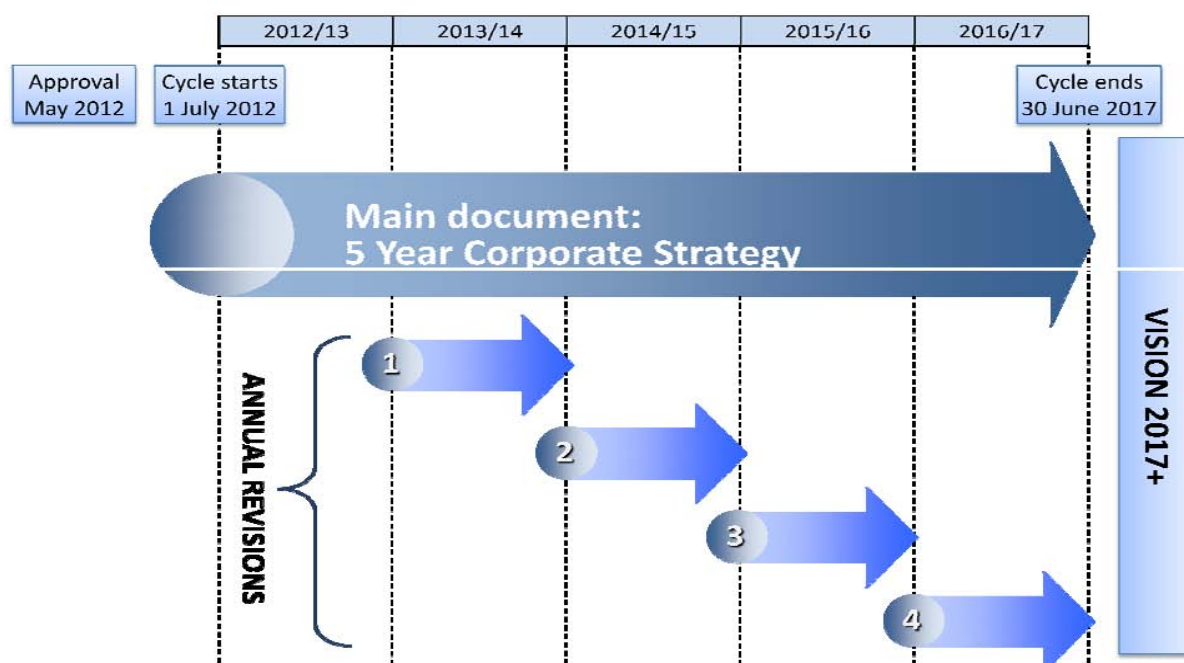 2012/13 2013/14 2014/15 2015/16 2016/17
Approval
May 2012
Cycle starts
1 July 2012
Cycle ends
30 June 2017
Main document:
5 Year Corporate Strategy
ANNUAL REVISIONS
1
2
3
4
VISION 2017+